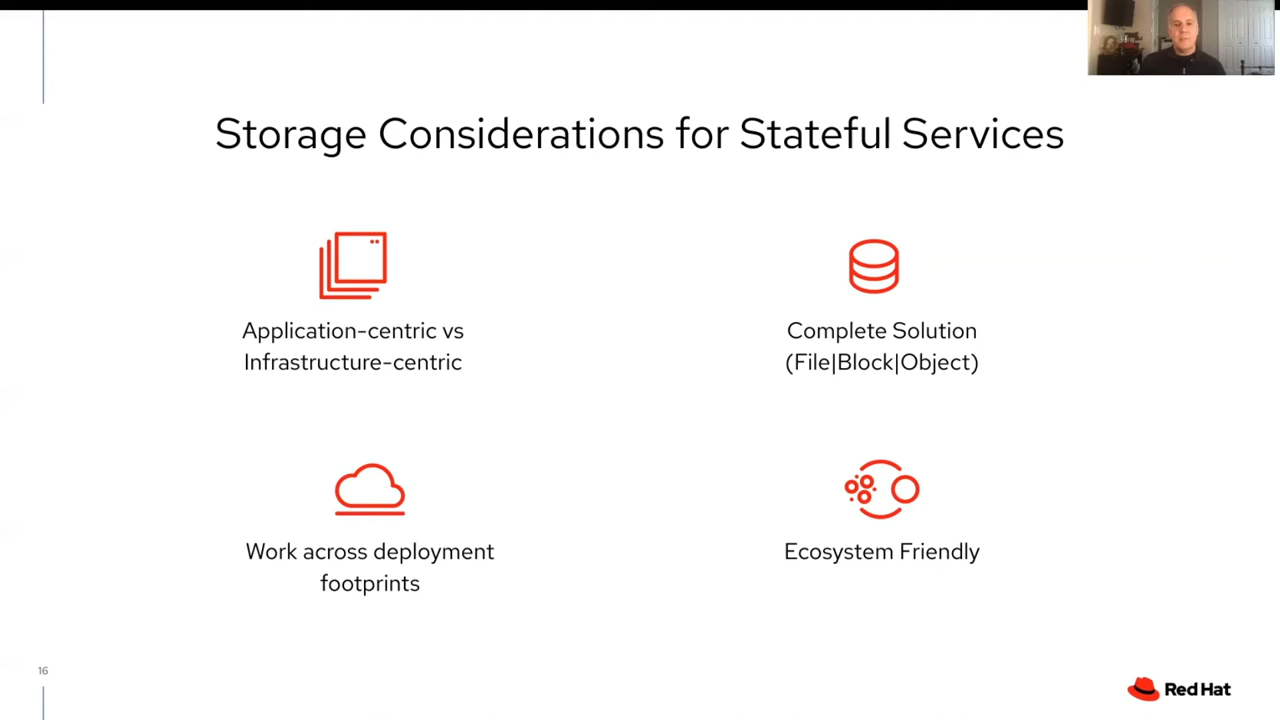 Storage Considerations for Stateful Services
Application-centric vs
Infrastructure-centric
Complete Solution
(File|Block|Object)
Work across deployment
footprints
Ecosystem Friendly
16
Red Hat